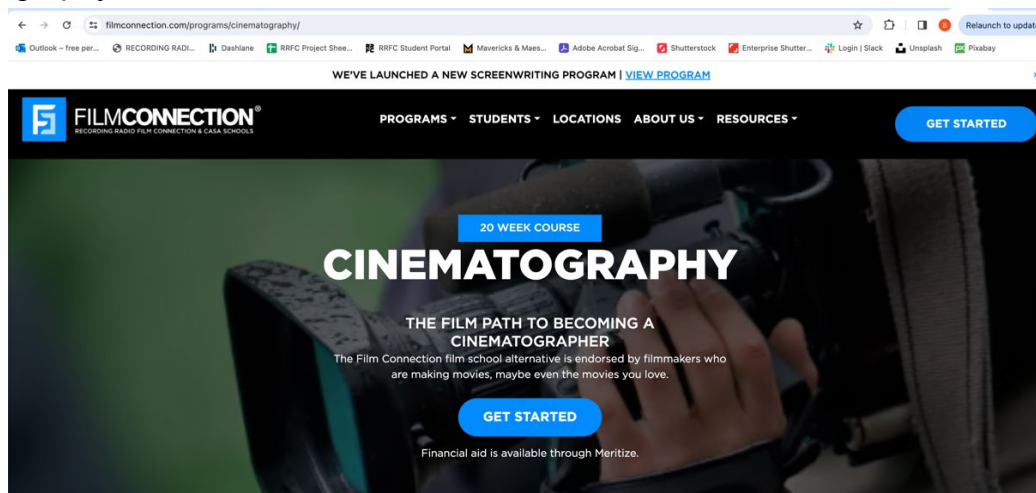 filmconnection.com/programs/cinematography/
Relaunch to update
Outlook – free per...
RECORDING RADI...
Dashlane
RRFC Project Shee...
RRFC Student Portal
Mavericks & Maes...
Adobe Acrobat Sig...
Shutterstock
Enterprise Shutter...
Login | Slack
Unsplash
Pixabay
WE'VE LAUNCHED A NEW SCREENWRITING PROGRAM | VIEW PROGRAM
FILMCONNECTION®
RECORDING RADIO FILM CONNECTION & CASA SCHOOLS
PROGRAMS
STUDENTS
LOCATIONS
ABOUT US
RESOURCES
GET STARTED
20 WEEK COURSE
CINEMATOGRAPHY
THE FILM PATH TO BECOMING A
CINEMATOGRAPHER
The Film Connection film school alternative is endorsed by filmmakers who
are making movies, maybe even the movies you love.
GET STARTED
Financial aid is available through Meritize.